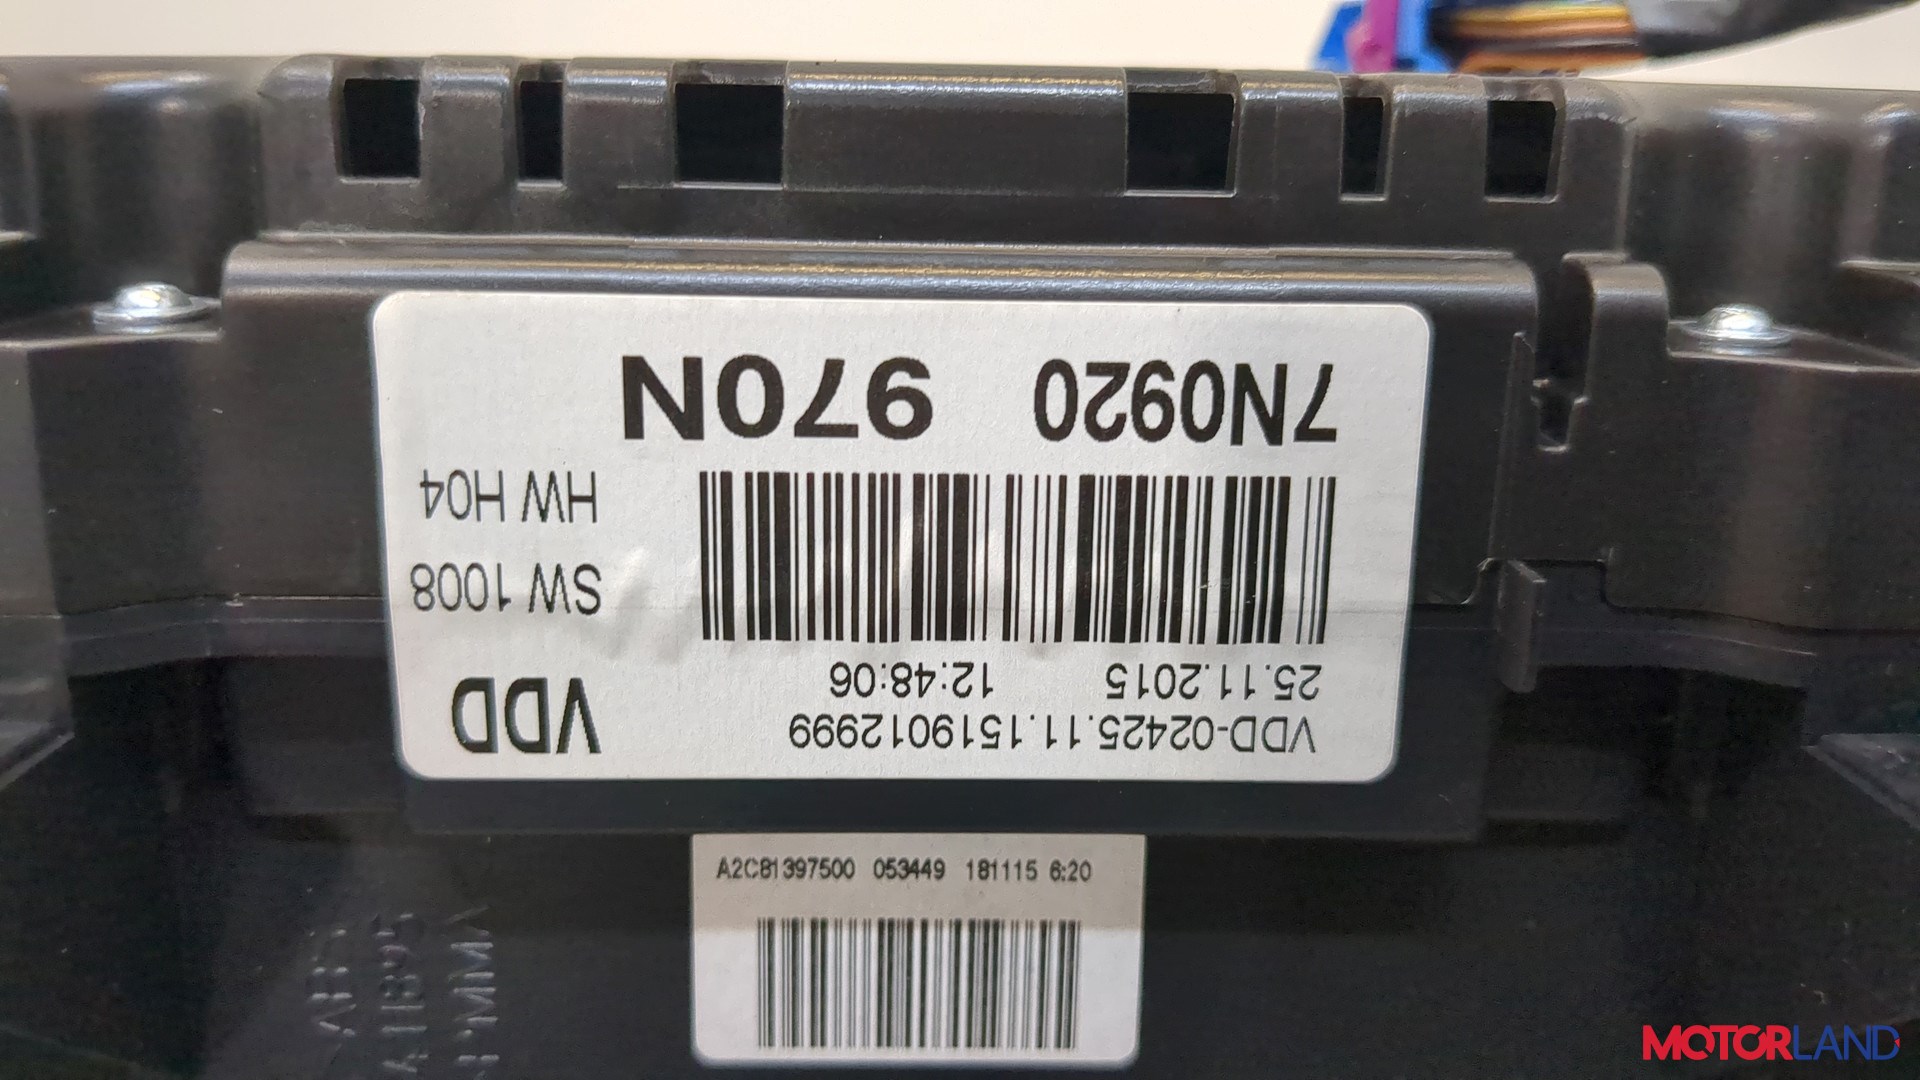 7N0920 970N
HW H04
SW 1008
25.11.2015 12:48:06
VDD-02425.11.1519012999
VDD
A2C81397500 053449 181115 6:20
MOTORLAND